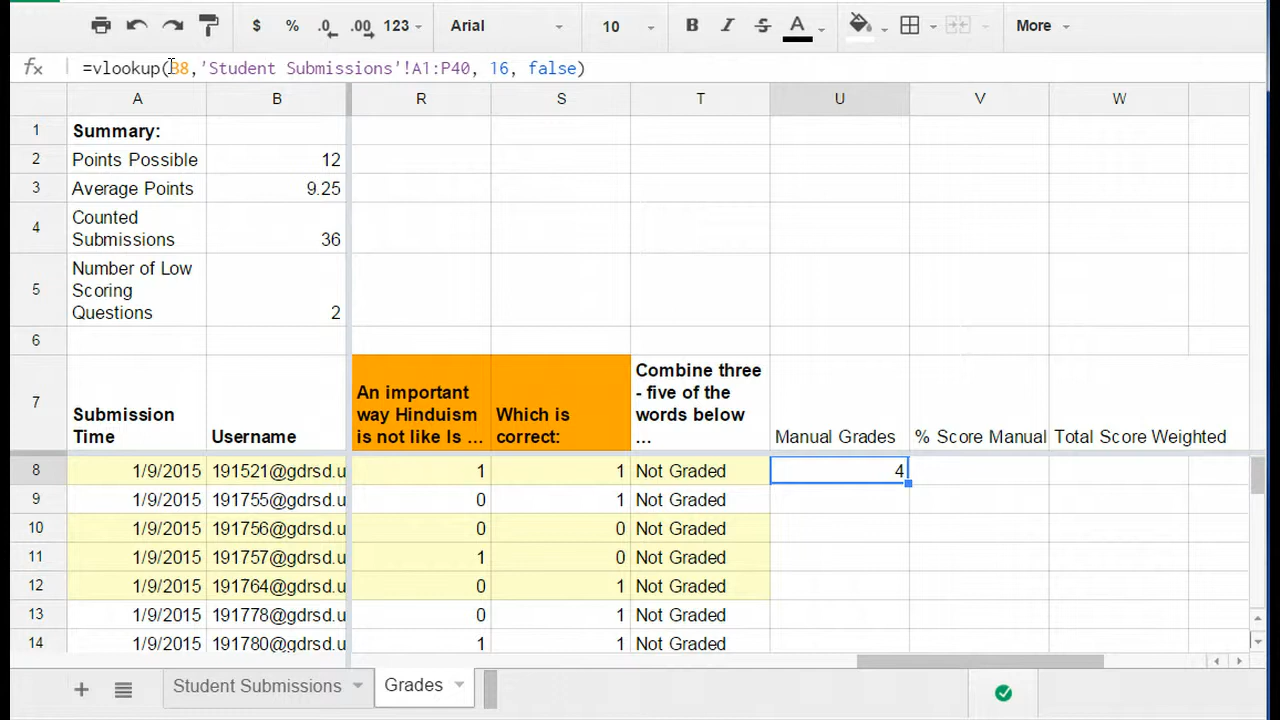 $ % .0 .00 123 Arial 10 B I S A More
fx =vlookup(B8,'Student Submissions'!A1:P40, 16, false)
A B R S T U V W
1 Summary:
2 Points Possible 12
3 Average Points 9.25
4 Counted
Submissions 36
5 Number of Low
Scoring
Questions 2
6
7 Submission
Time Username An important
way Hinduism
is not like Is ... Which is
correct: Combine three
- five of the
words below
... Manual Grades % Score Manual Total Score Weighted
8 1/9/2015 191521@gdrsd.u 1 1 Not Graded 4
9 1/9/2015 191755@gdrsd.u 0 1 Not Graded
10 1/9/2015 191756@gdrsd.u 0 0 Not Graded
11 1/9/2015 191757@gdrsd.u 1 0 Not Graded
12 1/9/2015 191764@gdrsd.u 0 1 Not Graded
13 1/9/2015 191778@gdrsd.u 0 1 Not Graded
14 1/9/2015 191780@gdrsd.u 1 1 Not Graded
+ Student Submissions Grades